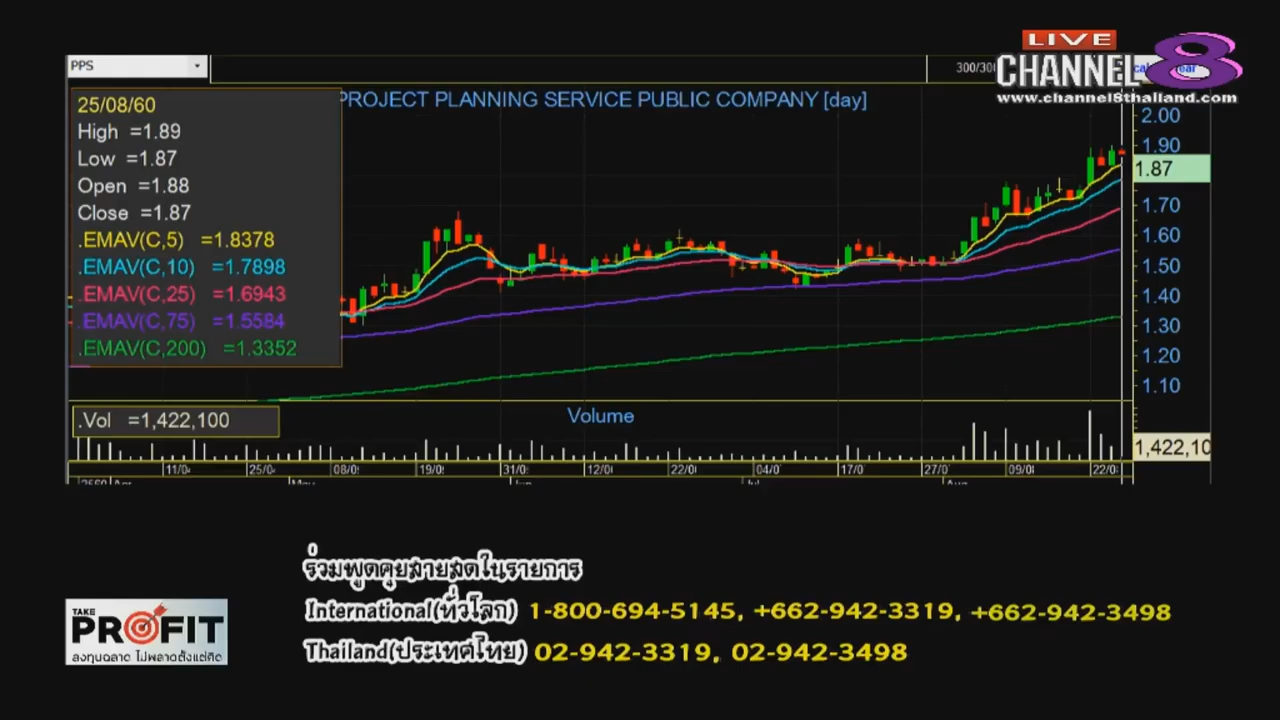 LIVE
CHANNEL 8
www.channel8thailand.com
PPS
300/300
PROJECT PLANNING SERVICE PUBLIC COMPANY [day]
25/08/60
High =1.89
Low =1.87
Open =1.88
Close =1.87
.EMAV(C,5) =1.8378
.EMAV(C,10) =1.7898
.EMAV(C,25) =1.6943
.EMAV(C,75) =1.5584
.EMAV(C,200) =1.3352
2.00
1.90
1.87
1.70
1.60
1.50
1.40
1.30
1.20
1.10
.Vol =1,422,100
Volume
1,422,10
11/0 25/0 08/0 19/0 31/0 12/0 22/0 04/0 17/0 27/0 09/0 22/0
ร่วมพูดคุยสายสดในรายการ
International(ทั่วโลก) 1-800-694-5145, +662-942-3319, +662-942-3498
Thailand(ประเทศไทย) 02-942-3319, 02-942-3498
TAKE
PROFIT
ลงทุนฉลาด ไม่พลาดตั้งแต่คิด